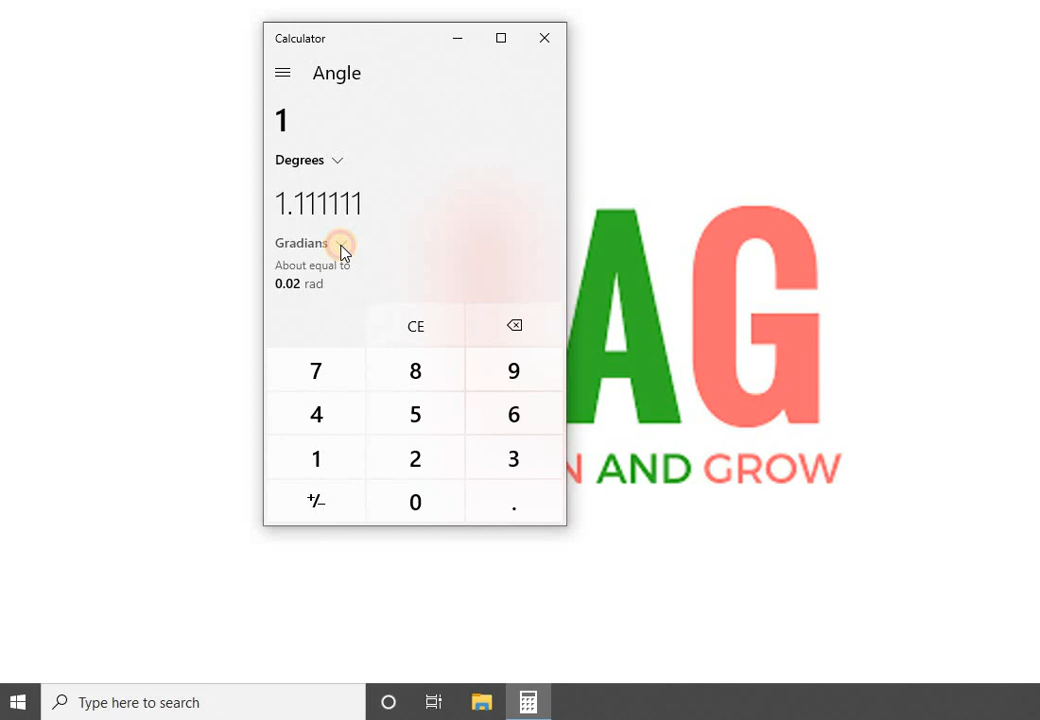 Calculator
Angle
1
Degrees
1.111111
Gradians
About equal to
0.02 rad
CE
7 8 9
4 5 6
1 2 3
+/− 0 .
AG
AND GROW
Type here to search